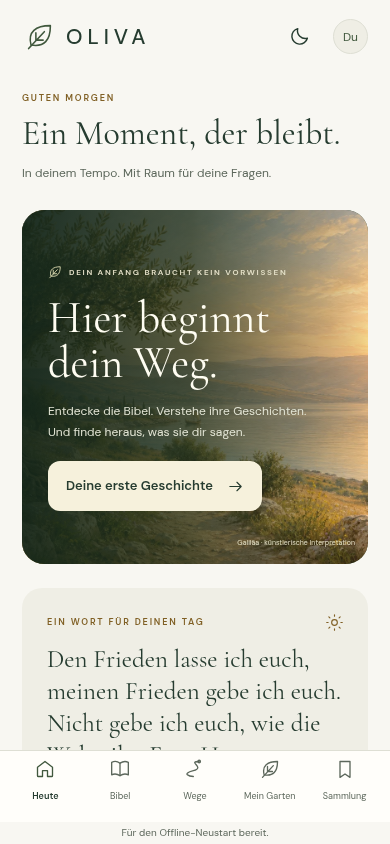 OLIVA
Du
GUTEN MORGEN
Ein Moment, der bleibt.
In deinem Tempo. Mit Raum für deine Fragen.
DEIN ANFANG BRAUCHT KEIN VORWISSEN
Hier beginnt
dein Weg.
Entdecke die Bibel. Verstehe ihre Geschichten.
Und finde heraus, was sie dir sagen.
Deine erste Geschichte →
Galiläa · künstlerische Interpretation
EIN WORT FÜR DEINEN TAG
Den Frieden lasse ich euch,
meinen Frieden gebe ich euch.
Nicht gebe ich euch, wie die
Heute
Bibel
Wege
Mein Garten
Sammlung
Für den Offline-Neustart bereit.